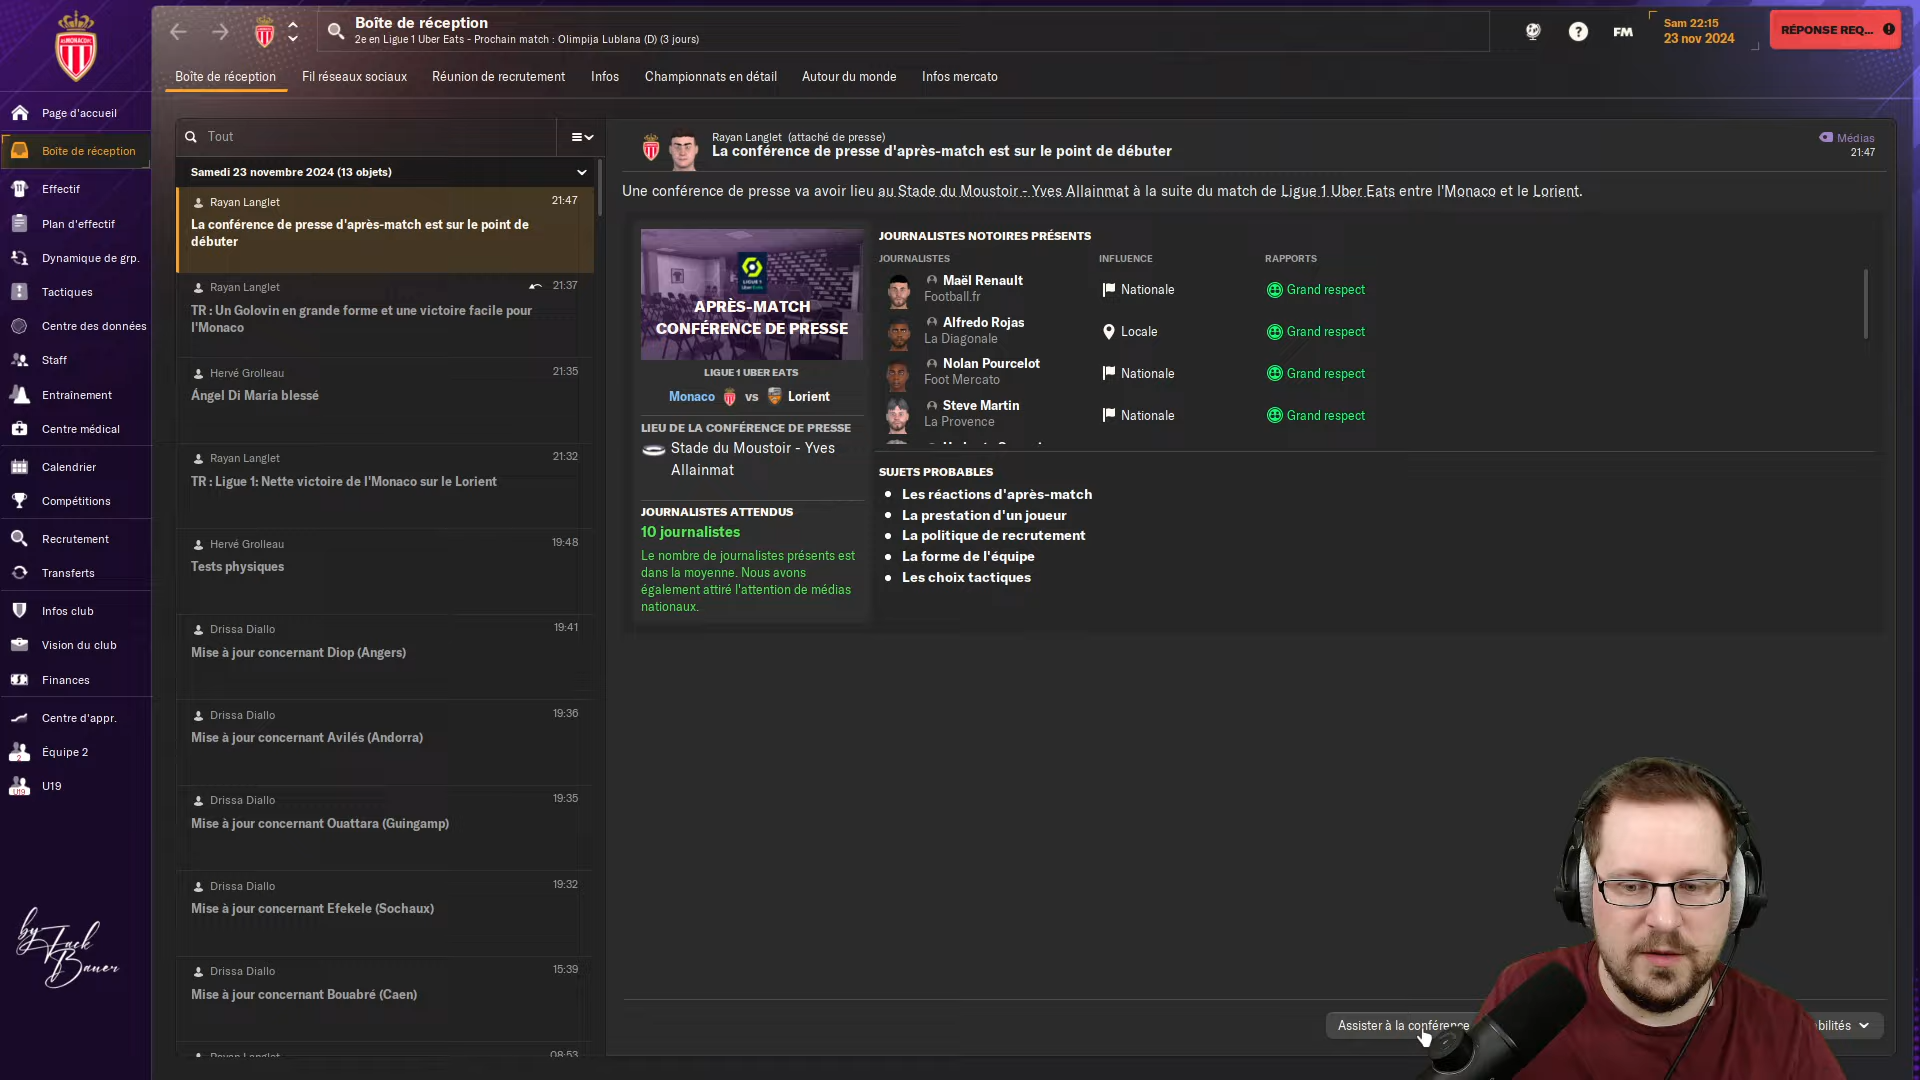 Boîte de réception
2e en Ligue 1 Uber Eats - Prochain match : Olimpija Lublana (D) (3 jours)
FM
Sam 22:15
23 nov 2024
RÉPONSE REQ...
Boîte de réception
Fil réseaux sociaux
Réunion de recrutement
Infos
Championnats en détail
Autour du monde
Infos mercato
Page d'accueil
Boîte de réception
Effectif
Plan d'effectif
Dynamique de grp.
Tactiques
Centre des données
Staff
Entraînement
Centre médical
Calendrier
Compétitions
Recrutement
Transferts
Infos club
Vision du club
Finances
Centre d'appr.
Équipe 2
U19
by Jack Bauer
Tout
Samedi 23 novembre 2024 (13 objets)
Rayan Langlet 21:47
La conférence de presse d'après-match est sur le point de
débuter
Rayan Langlet 21:37
TR : Un Golovin en grande forme et une victoire facile pour
l'Monaco
Hervé Grolleau 21:35
Ángel Di María blessé
Rayan Langlet 21:32
TR : Ligue 1: Nette victoire de l'Monaco sur le Lorient
Hervé Grolleau 19:48
Tests physiques
Drissa Diallo 19:41
Mise à jour concernant Diop (Angers)
Drissa Diallo 19:36
Mise à jour concernant Avilés (Andorra)
Drissa Diallo 19:35
Mise à jour concernant Ouattara (Guingamp)
Drissa Diallo 19:32
Mise à jour concernant Efekele (Sochaux)
Drissa Diallo 15:39
Mise à jour concernant Bouabré (Caen)
Rayan Langlet 08:53
Rayan Langlet (attaché de presse)
La conférence de presse d'après-match est sur le point de débuter
Médias
21:47
Une conférence de presse va avoir lieu au Stade du Moustoir - Yves Allainmat à la suite du match de Ligue 1 Uber Eats entre l'Monaco et le Lorient.
APRÈS-MATCH
CONFÉRENCE DE PRESSE
LIGUE 1 UBER EATS
Monaco vs Lorient
LIEU DE LA CONFÉRENCE DE PRESSE
Stade du Moustoir - Yves
Allainmat
JOURNALISTES ATTENDUS
10 journalistes
Le nombre de journalistes présents est
dans la moyenne. Nous avons
également attiré l'attention de médias
nationaux.
JOURNALISTES NOTOIRES PRÉSENTS
JOURNALISTES INFLUENCE RAPPORTS
Maël Renault
Football.fr
Nationale
Grand respect
Alfredo Rojas
La Diagonale
Locale
Grand respect
Nolan Pourcelot
Foot Mercato
Nationale
Grand respect
Steve Martin
La Provence
Nationale
Grand respect
SUJETS PROBABLES
Les réactions d'après-match
La prestation d'un joueur
La politique de recrutement
La forme de l'équipe
Les choix tactiques
Assister à la conférence
bilités